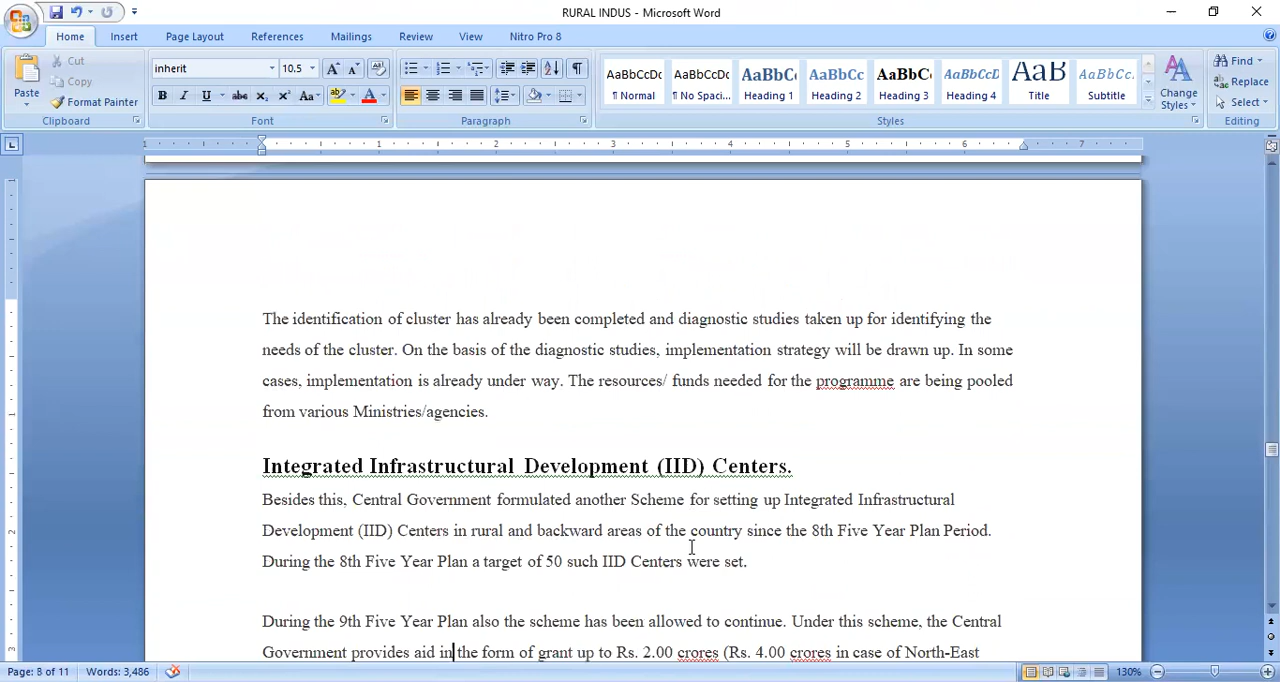 RURAL INDUS - Microsoft Word
Home Insert Page Layout References Mailings Review View Nitro Pro 8
Paste Cut Copy Format Painter Clipboard
inherit 10.5 Font
Paragraph
AaBbCcDc ¶ Normal
AaBbCcDc ¶ No Spaci...
AaBbCc Heading 1
AaBbCc Heading 2
AaBbCc Heading 3
AaBbCcD Heading 4
AaB Title
AaBbCc. Subtitle
Change Styles Styles
Find Replace Select Editing
The identification of cluster has already been completed and diagnostic studies taken up for identifying the
needs of the cluster. On the basis of the diagnostic studies, implementation strategy will be drawn up. In some
cases, implementation is already under way. The resources/ funds needed for the programme are being pooled
from various Ministries/agencies.
Integrated Infrastructural Development (IID) Centers.
Besides this, Central Government formulated another Scheme for setting up Integrated Infrastructural
Development (IID) Centers in rural and backward areas of the country since the 8th Five Year Plan Period.
During the 8th Five Year Plan a target of 50 such IID Centers were set.
During the 9th Five Year Plan also the scheme has been allowed to continue. Under this scheme, the Central
Government provides aid in the form of grant up to Rs. 2.00 crores (Rs. 4.00 crores in case of North-East
Page: 8 of 11 Words: 3,486 130%